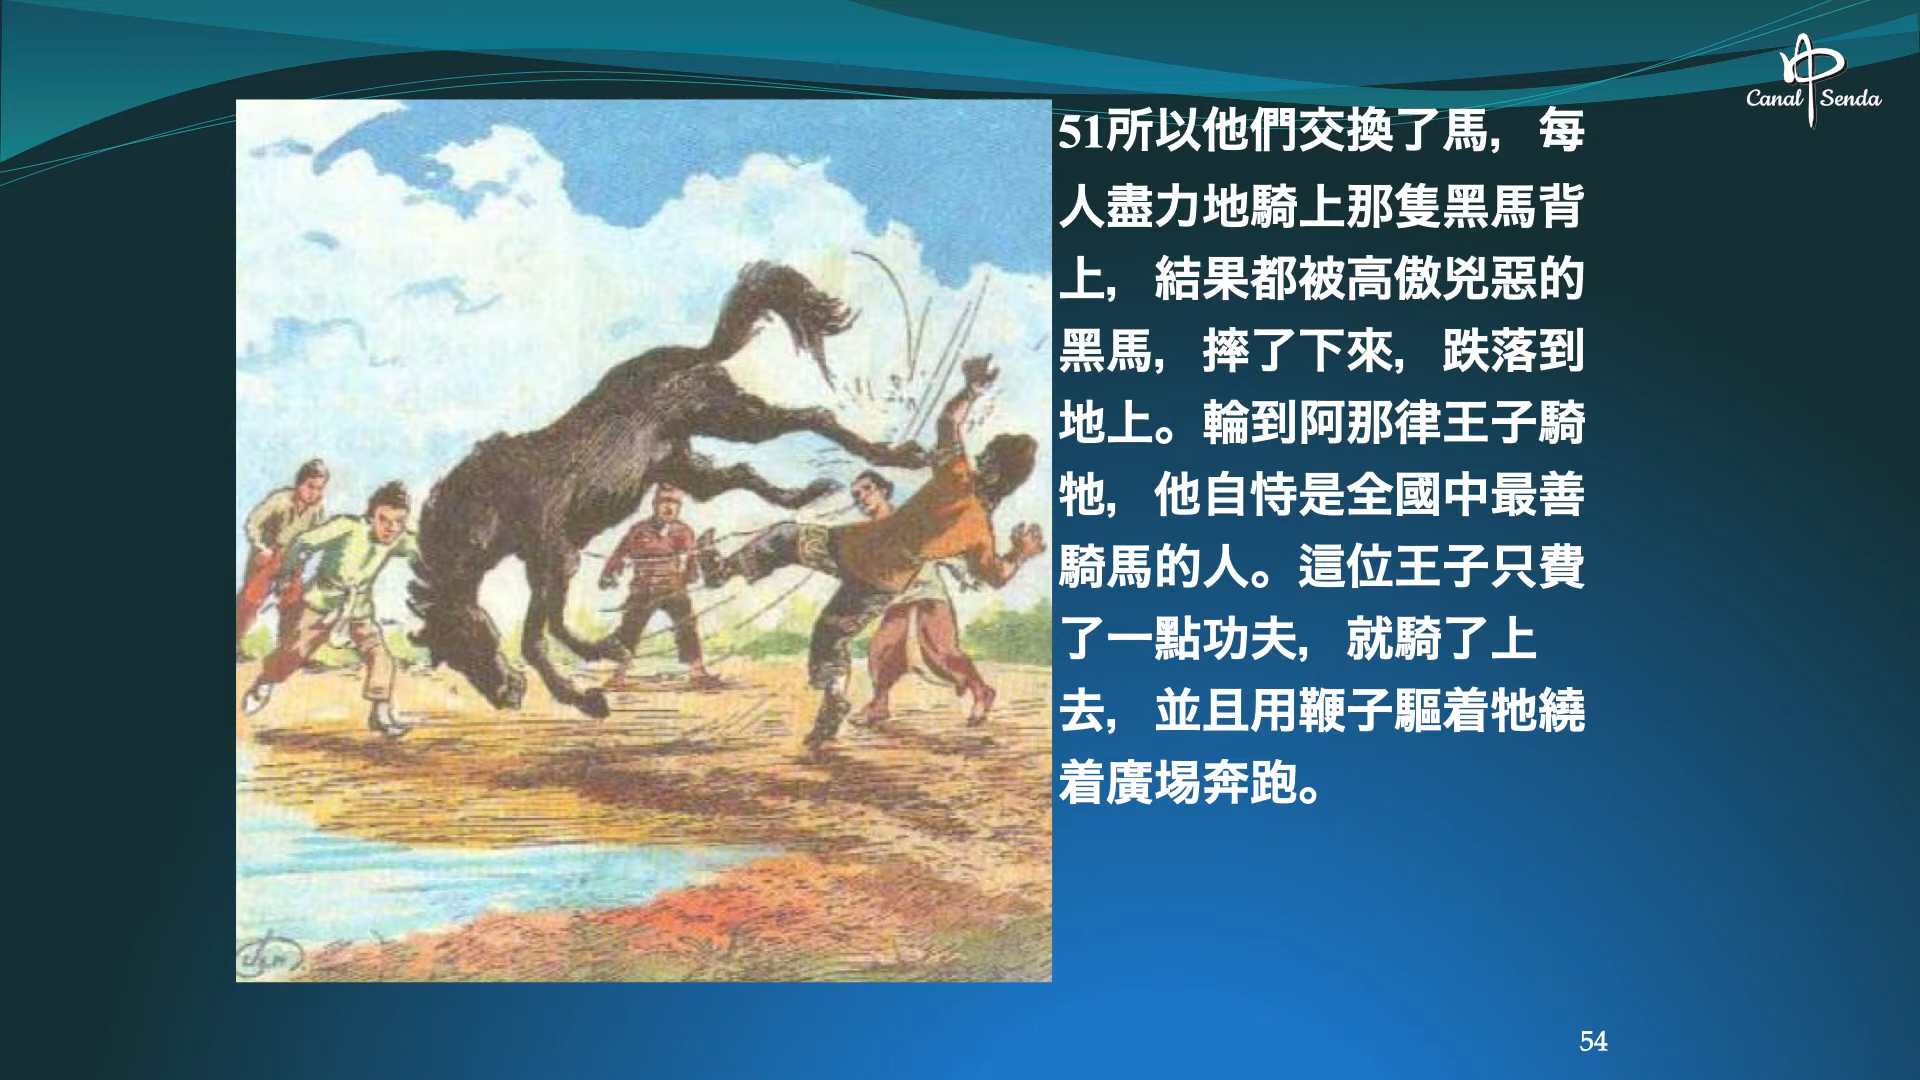 Canal Senda
51所以他們交換了馬，每
人盡力地騎上那隻黑馬背
上，結果都被高傲兇惡的
黑馬，摔了下來，跌落到
地上。輪到阿那律王子騎
牠，他自恃是全國中最善
騎馬的人。這位王子只費
了一點功夫，就騎了上
去，並且用鞭子驅着牠繞
着廣場奔跑。
54